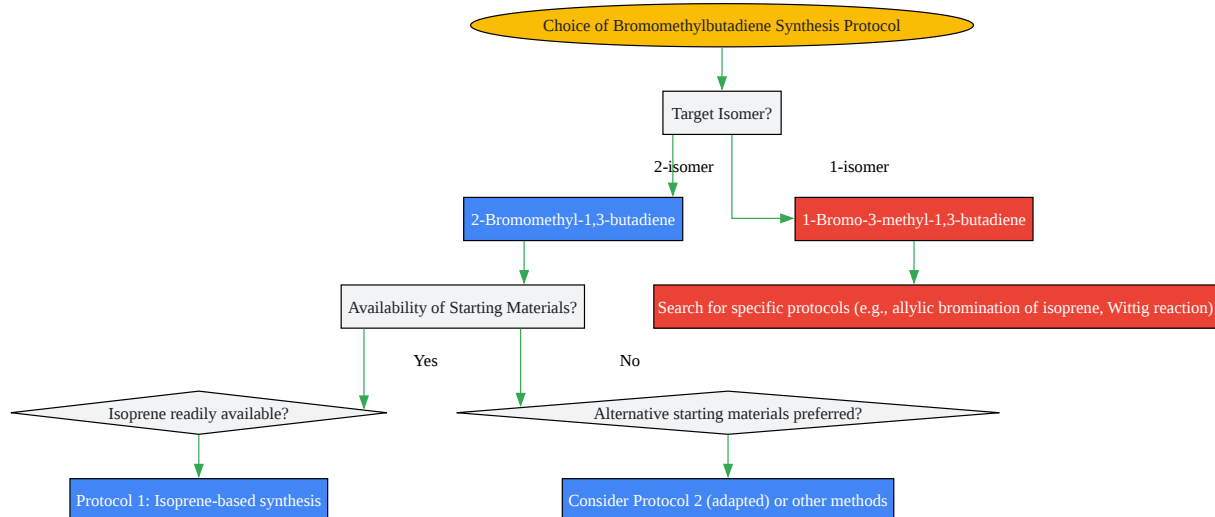 Choice of Bromomethylbutadiene Synthesis Protocol
Target Isomer?
2-isomer
1-isomer
2-Bromomethyl-1,3-butadiene
1-Bromo-3-methyl-1,3-butadiene
Availability of Starting Materials?
Search for specific protocols (e.g., allylic bromination of isoprene, Wittig reaction)
Yes
No
Isoprene readily available?
Alternative starting materials preferred?
Protocol 1: Isoprene-based synthesis
Consider Protocol 2 (adapted) or other methods